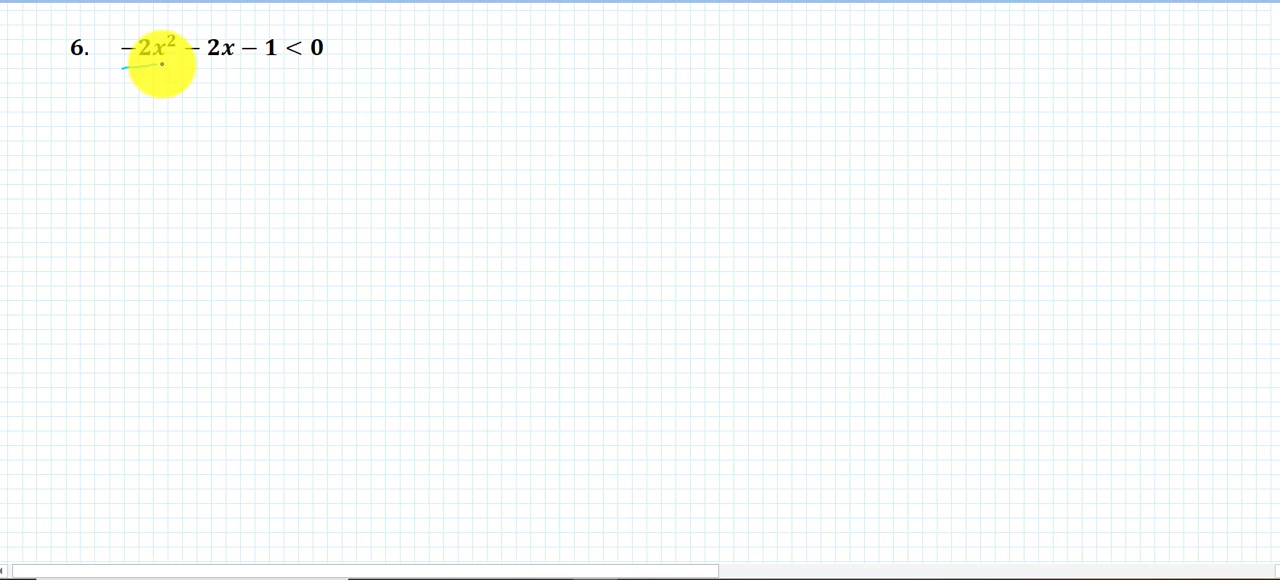 6. −2x² − 2x − 1 < 0